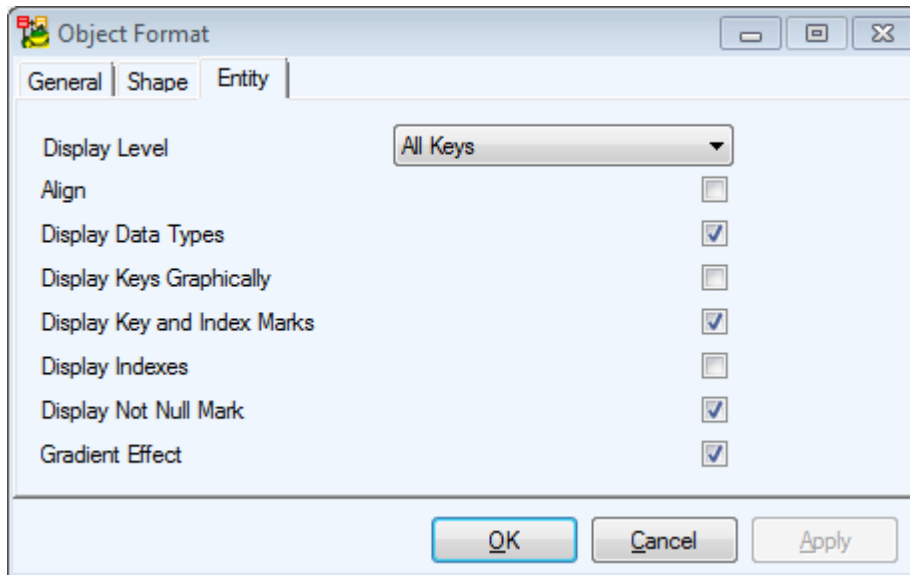 Object Format
General Shape Entity
Display Level All Keys
Align
Display Data Types
Display Keys Graphically
Display Key and Index Marks
Display Indexes
Display Not Null Mark
Gradient Effect
OK Cancel Apply